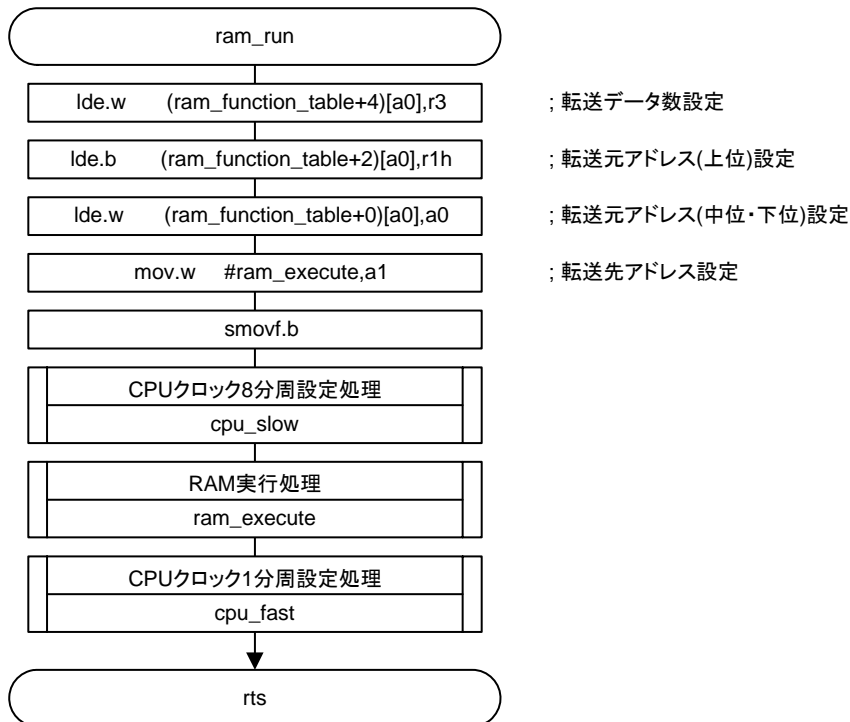 ram_run
lde.w (ram_function_table+4)[a0],r3 ; 転送データ数設定
lde.b (ram_function_table+2)[a0],r1h ; 転送元アドレス(上位)設定
lde.w (ram_function_table+0)[a0],a0 ; 転送元アドレス(中位・下位)設定
mov.w #ram_execute,a1 ; 転送先アドレス設定
smovf.b
CPUクロック8分周設定処理
cpu_slow
RAM実行処理
ram_execute
CPUクロック1分周設定処理
cpu_fast
rts